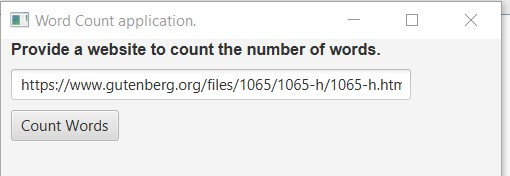 Word Count application.
Provide a website to count the number of words.
https://www.gutenberg.org/files/1065/1065-h/1065-h.htm
Count Words